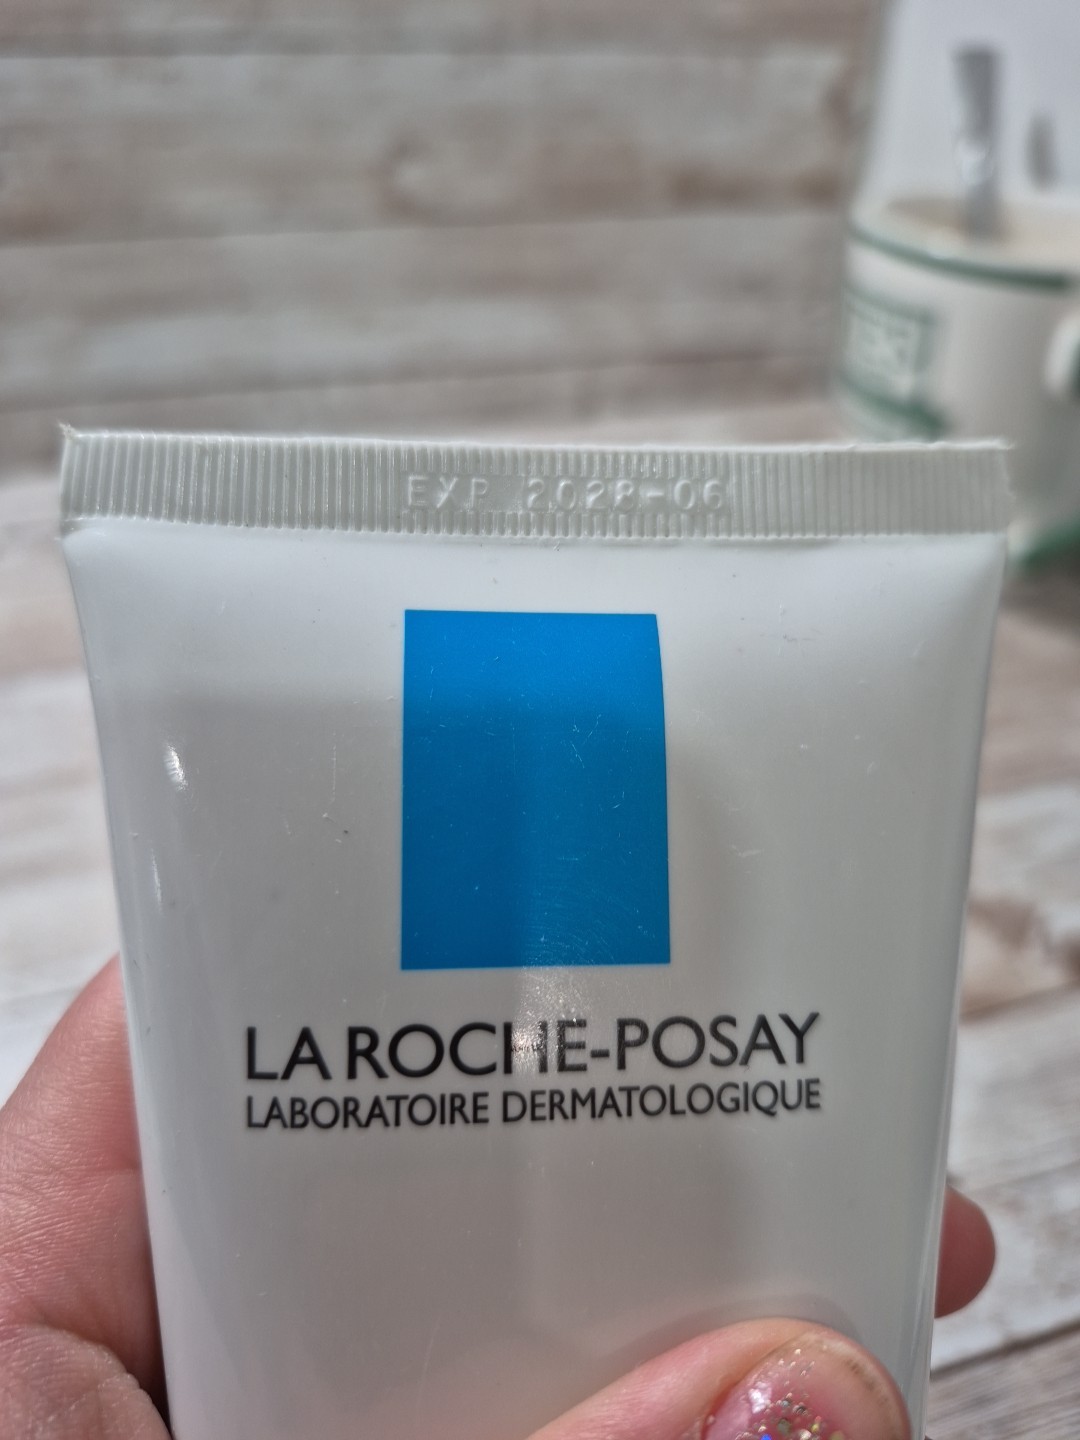 EXP 2028-06
LA ROCHE-POSAY
LABORATOIRE DERMATOLOGIQUE